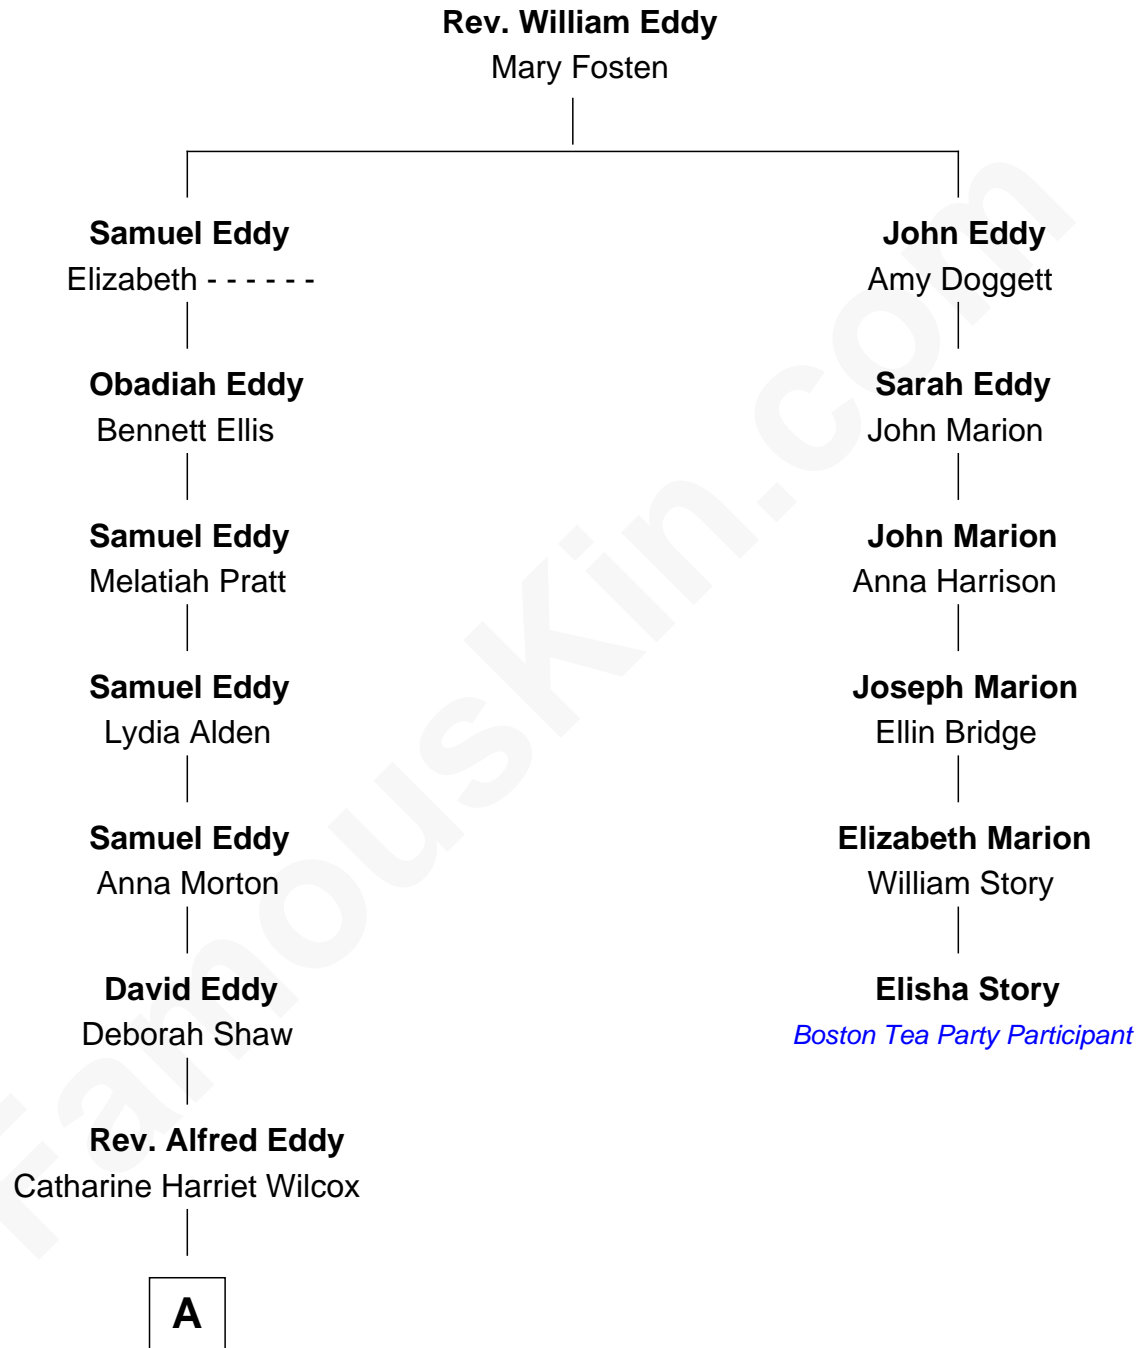 Rev. William Eddy
Mary Fosten
Samuel Eddy
Elizabeth - - - - - -
John Eddy
Amy Doggett
Obadiah Eddy
Bennett Ellis
Sarah Eddy
John Marion
Samuel Eddy
Melatiah Pratt
John Marion
Anna Harrison
Samuel Eddy
Lydia Alden
Joseph Marion
Ellin Bridge
Samuel Eddy
Anna Morton
Elizabeth Marion
William Story
David Eddy
Deborah Shaw
Elisha Story
Boston Tea Party Participant
Rev. Alfred Eddy
Catharine Harriet Wilcox
A
FamousKin.com